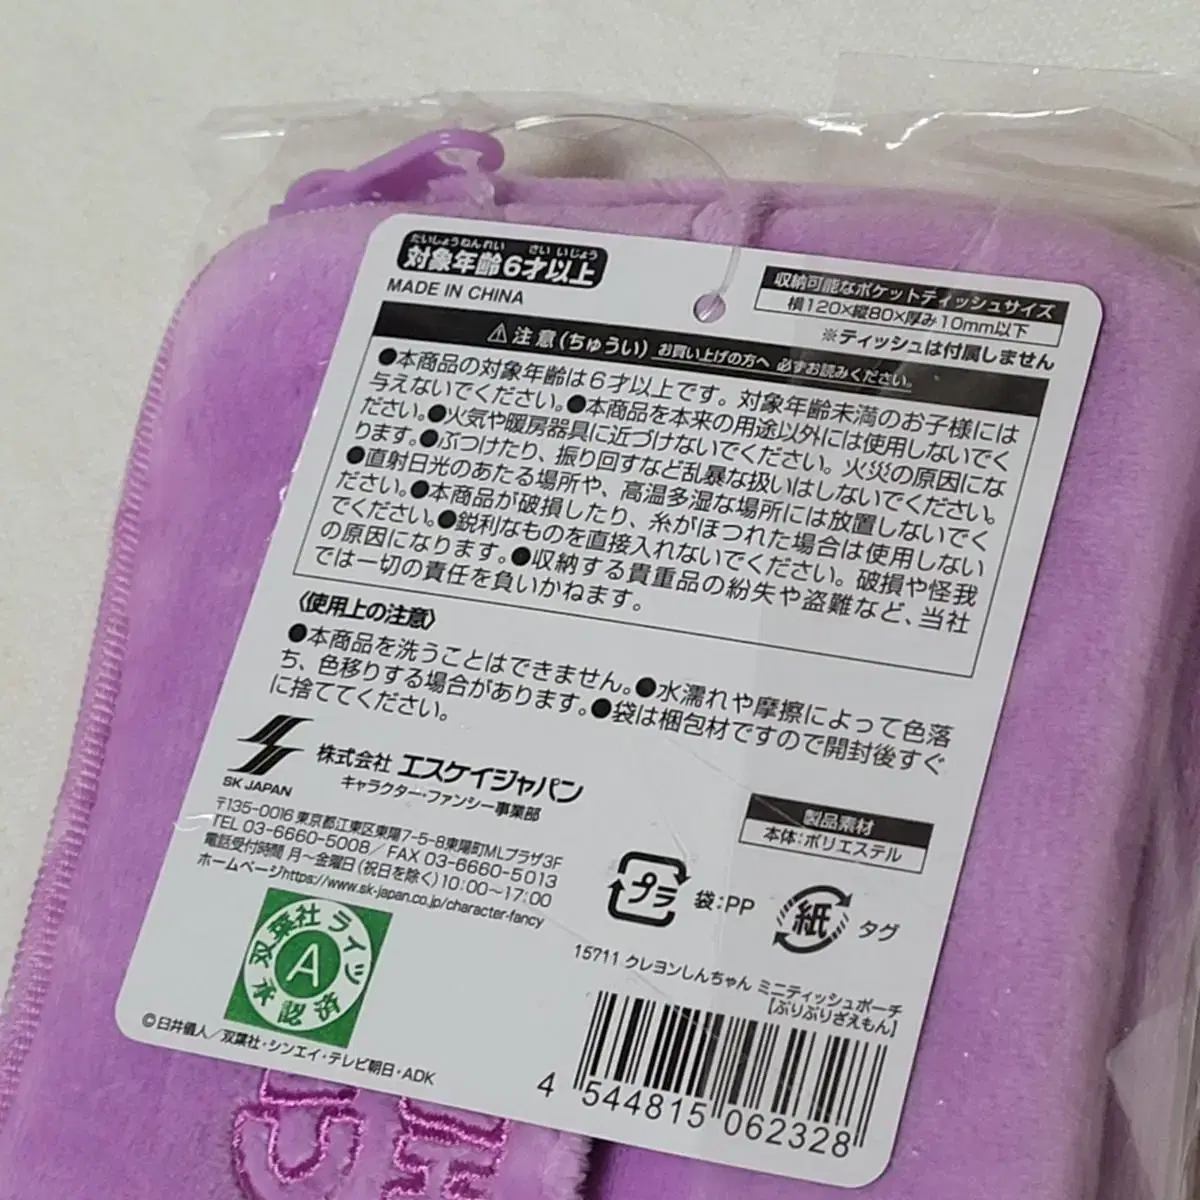 たいしょうねんれい さいいじょう
対象年齢6才以上
MADE IN CHINA
収納可能なポケットティッシュサイズ
横120×縦80×厚み10mm以下
※ティッシュは付属しません
⚠注意(ちゅうい) お買い上げの方へ 必ずお読みください。
●本商品の対象年齢は6才以上です。対象年齢未満のお子様には
与えないでください。●本商品を本来の用途以外には使用しないでく
ださい。●火気や暖房器具に近づけないでください。火災の原因にな
ります。●ぶつけたり、振り回すなど乱暴な扱いはしないでください。
●直射日光のあたる場所や、高温多湿な場所には放置しないでく
ださい。●本商品が破損したり、糸がほつれた場合は使用しない
でください。●鋭利なものを直接入れないでください。破損や怪我
の原因になります。●収納する貴重品の紛失や盗難など、当社
では一切の責任を負いかねます。
〈使用上の注意〉
●本商品を洗うことはできません。●水濡れや摩擦によって色落
ち、色移りする場合があります。●袋は梱包材ですので開封後すぐ
に捨ててください。
SK JAPAN
株式会社 エスケイジャパン
キャラクター・ファンシー事業部
〒135-0016 東京都江東区東陽7-5-8東陽町MLプラザ3F
TEL 03-6660-5008/FAX 03-6660-5013
電話受付時間 月〜金曜日(祝日を除く)10:00〜17:00
ホームページhttps://www.sk-japan.co.jp/character-fancy
製品素材
本体:ポリエステル
プラ 袋:PP
紙 タグ
双葉社ライツ
A
承認済
15711 クレヨンしんちゃん ミニティッシュポーチ
[ぶりぶりざえもん]
©臼井儀人/双葉社・シンエイ・テレビ朝日・ADK
4 544815 062328